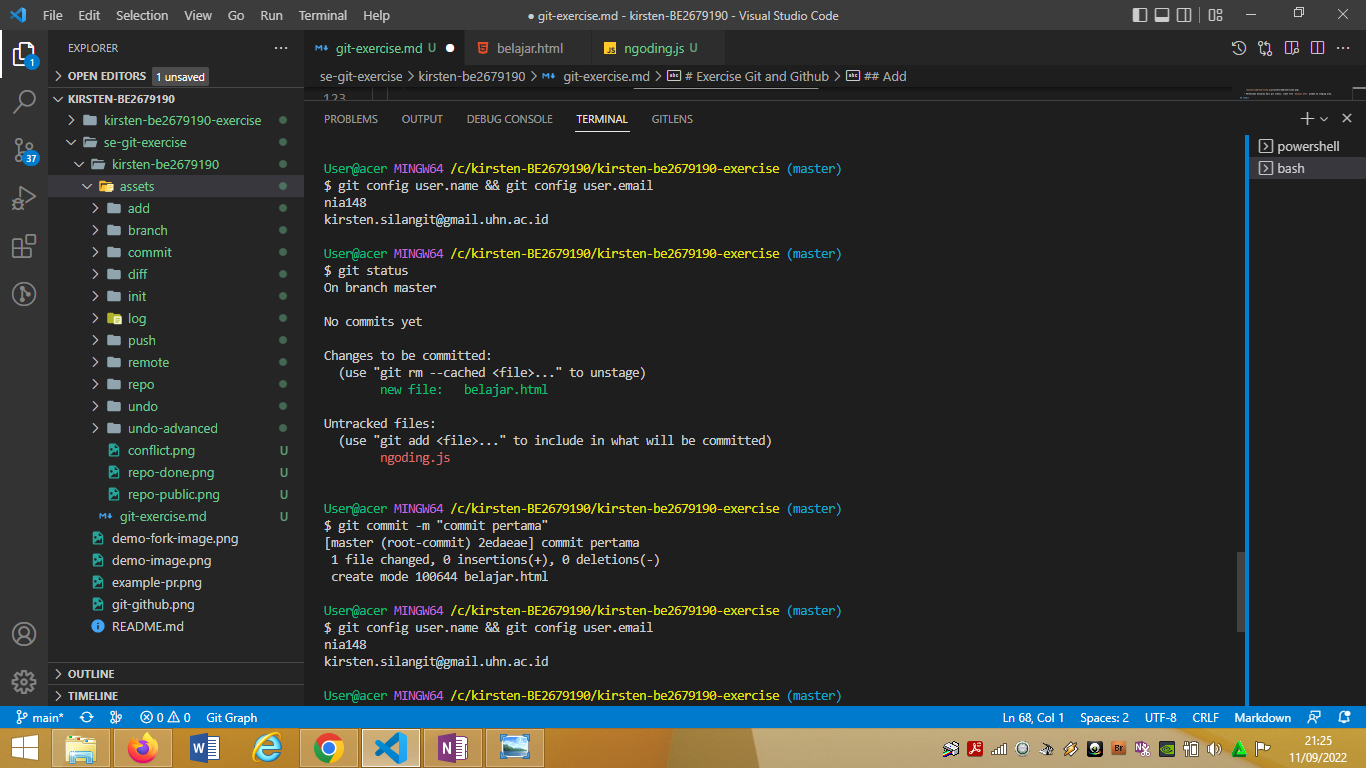 File Edit Selection View Go Run Terminal Help
● git-exercise.md - kirsten-BE2679190 - Visual Studio Code
EXPLORER
OPEN EDITORS 1 unsaved
KIRSTEN-BE2679190
kirsten-be2679190-exercise
se-git-exercise
kirsten-be2679190
assets
add
branch
commit
diff
init
log
push
remote
repo
undo
undo-advanced
conflict.png U
repo-done.png U
repo-public.png U
git-exercise.md U
demo-fork-image.png
demo-image.png
example-pr.png
git-github.png
README.md
OUTLINE
TIMELINE
1
37
git-exercise.md U ● belajar.html JS ngoding.js U
se-git-exercise > kirsten-be2679190 > git-exercise.md > # Exercise Git and Github > ## Add
123
PROBLEMS OUTPUT DEBUG CONSOLE TERMINAL GITLENS
User@acer MINGW64 /c/kirsten-BE2679190/kirsten-be2679190-exercise (master)
$ git config user.name && git config user.email
nia148
kirsten.silangit@gmail.uhn.ac.id
User@acer MINGW64 /c/kirsten-BE2679190/kirsten-be2679190-exercise (master)
$ git status
On branch master
No commits yet
Changes to be committed:
(use "git rm --cached <file>..." to unstage)
new file: belajar.html
Untracked files:
(use "git add <file>..." to include in what will be committed)
ngoding.js
User@acer MINGW64 /c/kirsten-BE2679190/kirsten-be2679190-exercise (master)
$ git commit -m "commit pertama"
[master (root-commit) 2edaeae] commit pertama
1 file changed, 0 insertions(+), 0 deletions(-)
create mode 100644 belajar.html
User@acer MINGW64 /c/kirsten-BE2679190/kirsten-be2679190-exercise (master)
$ git config user.name && git config user.email
nia148
kirsten.silangit@gmail.uhn.ac.id
User@acer MINGW64 /c/kirsten-BE2679190/kirsten-be2679190-exercise (master)
powershell
bash
main* 0 0 Git Graph
Ln 68, Col 1 Spaces: 2 UTF-8 CRLF Markdown
21:25
11/09/2022